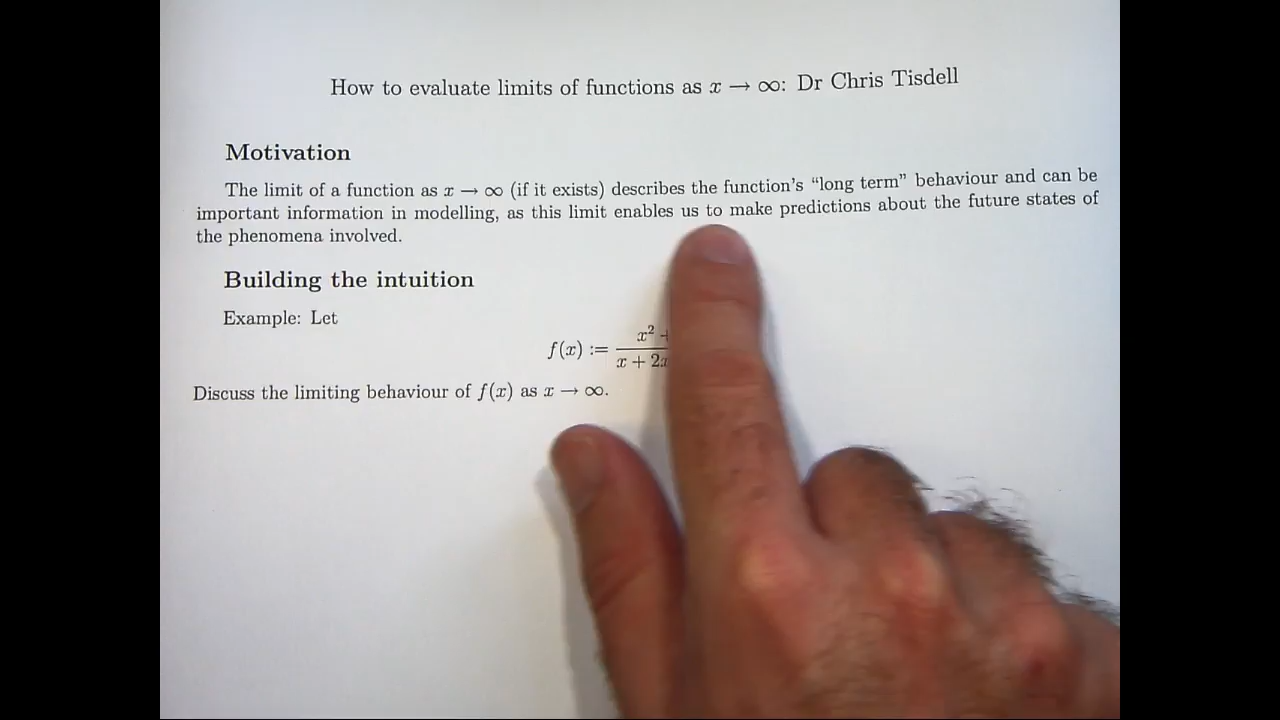 How to evaluate limits of functions as x → ∞: Dr Chris Tisdell
Motivation
The limit of a function as x → ∞ (if it exists) describes the function's “long term” behaviour and can be
important information in modelling, as this limit enables us to make predictions about the future states of
the phenomena involved.
Building the intuition
Example: Let
f(x) := x² + / x + 2x
Discuss the limiting behaviour of f(x) as x → ∞.